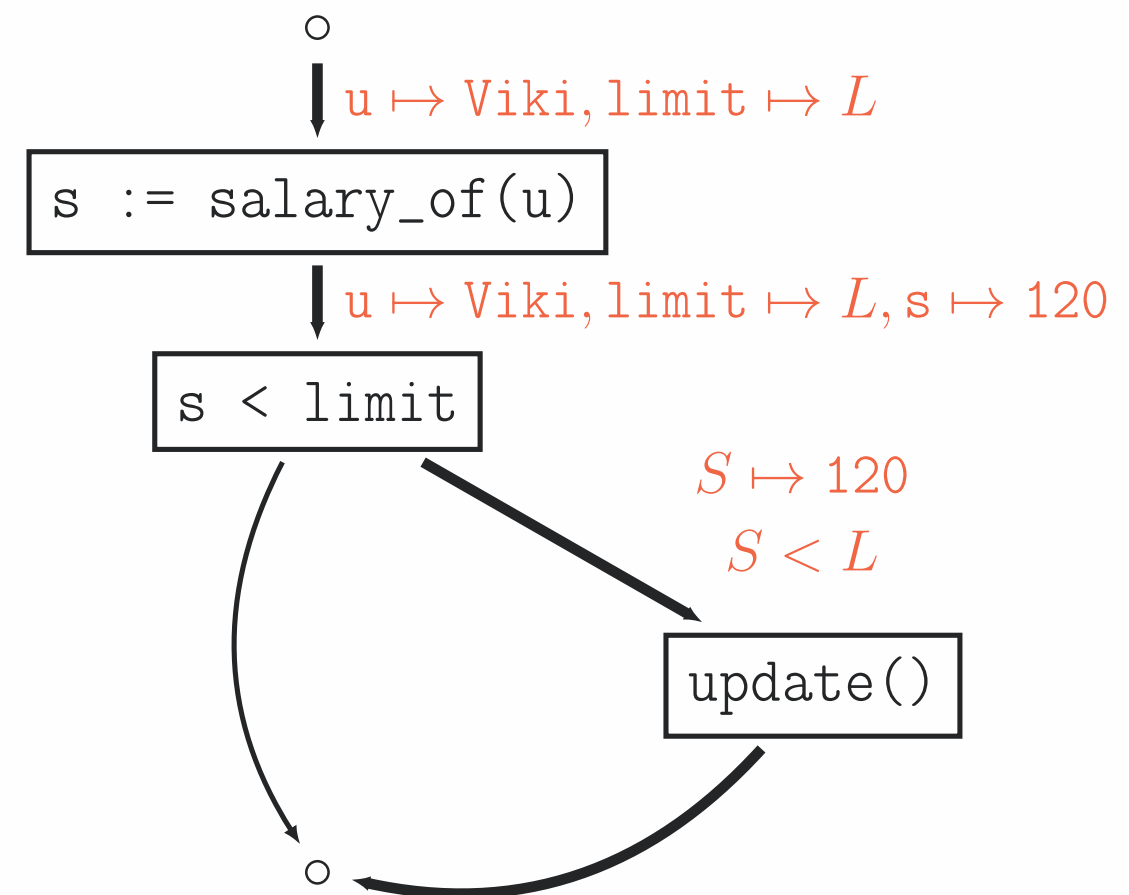 u ↦ Viki, limit ↦ L
s := salary_of(u)
u ↦ Viki, limit ↦ L, s ↦ 120
s < limit
S ↦ 120
S < L
update()